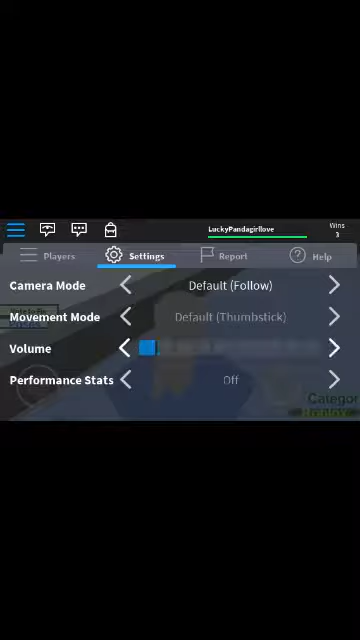 LuckyPandagirllove
Wins
3
Players
Settings
Report
Help
Camera Mode
Default (Follow)
Movement Mode
Default (Thumbstick)
Volume
Performance Stats
Off
Categor